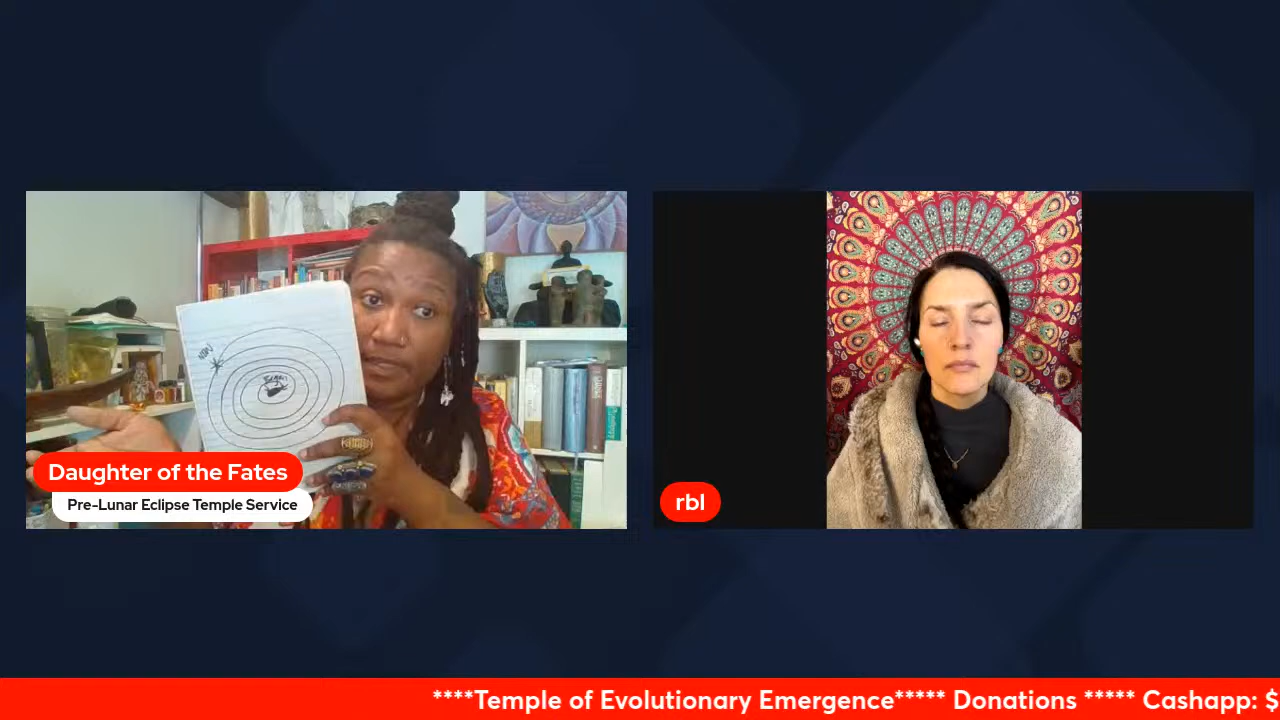 Daughter of the Fates
Pre-Lunar Eclipse Temple Service
rbl
****Temple of Evolutionary Emergence***** Donations ***** Cashapp: $